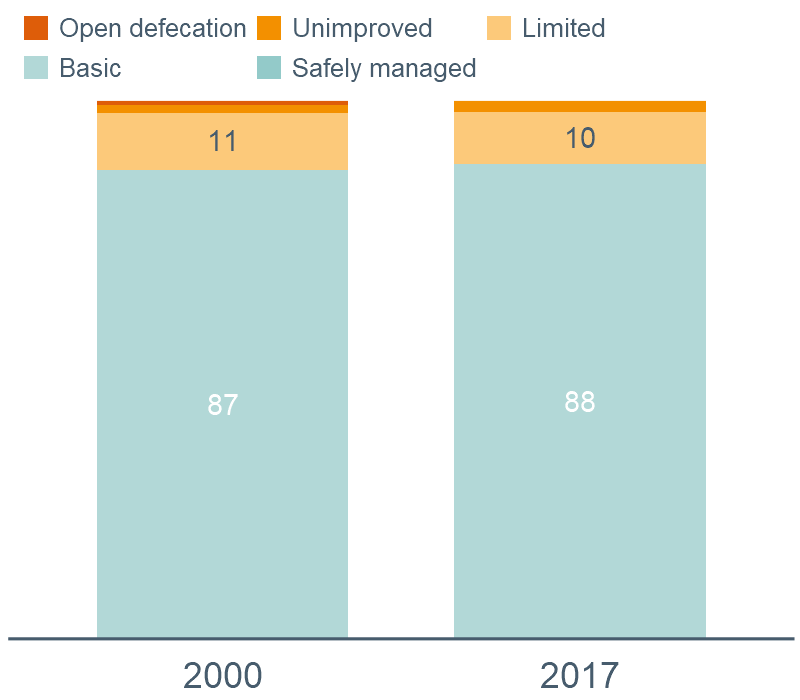 Open defecation Unimproved Limited
Basic Safely managed
11 10
87 88
2000 2017